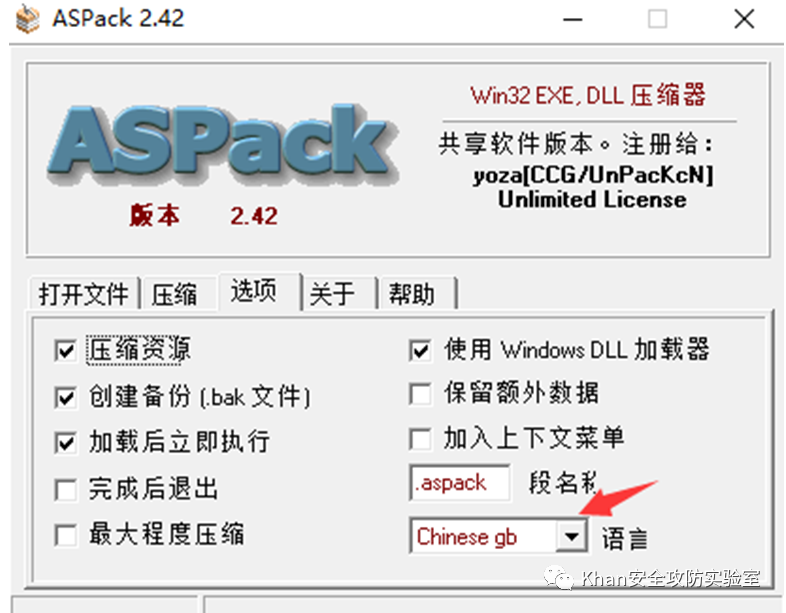 ASPack 2.42
ASPack
版本 2.42
Win32 EXE, DLL 压缩器
共享软件版本。注册给：
yoza[CCG/UnPacKcN]
Unlimited License
打开文件 压缩 选项 关于 帮助
压缩资源
创建备份 (.bak 文件)
加载后立即执行
完成后退出
最大程度压缩
使用 Windows DLL 加载器
保留额外数据
加入上下文菜单
.aspack 段名称
Chinese gb 语言
Khan安全攻防实验室